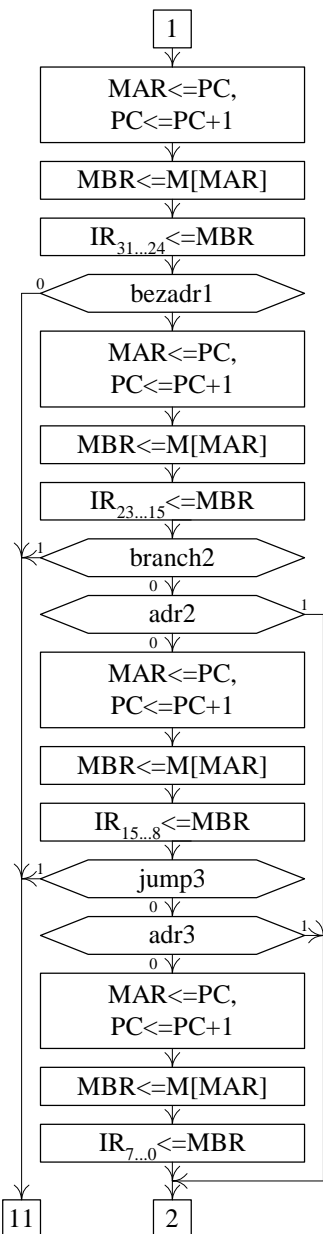 1
MAR<=PC,
PC<=PC+1
MBR<=M[MAR]
IR31...24<=MBR
0
bezadr1
MAR<=PC,
PC<=PC+1
MBR<=M[MAR]
IR23...15<=MBR
1
branch2
0
adr2
1
0
MAR<=PC,
PC<=PC+1
MBR<=M[MAR]
IR15...8<=MBR
1
jump3
0
adr3
1
0
MAR<=PC,
PC<=PC+1
MBR<=M[MAR]
IR7...0<=MBR
11
2